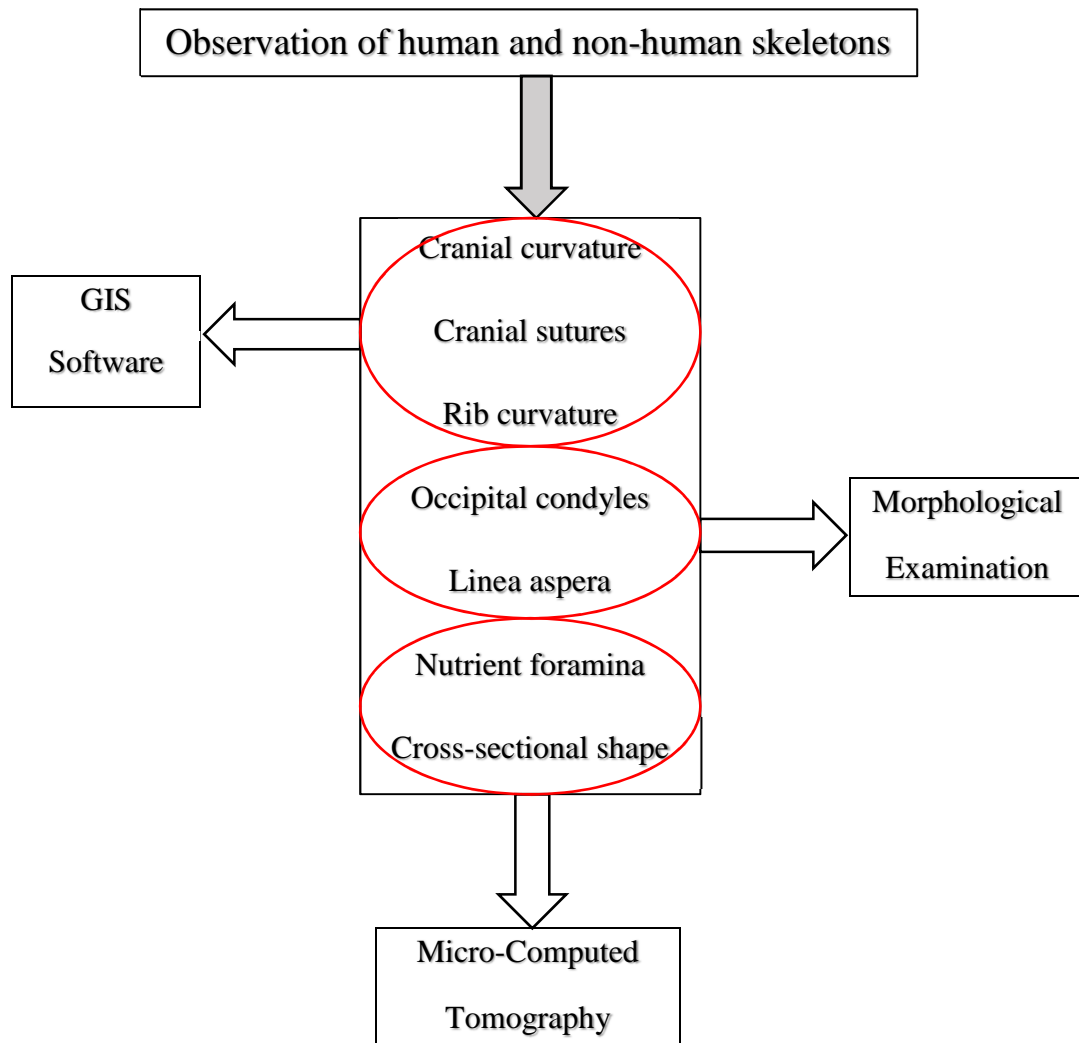 Observation of human and non-human skeletons
Cranial curvature
Cranial sutures
Rib curvature
GIS
Software
Occipital condyles
Linea aspera
Morphological
Examination
Nutrient foramina
Cross-sectional shape
Micro-Computed
Tomography